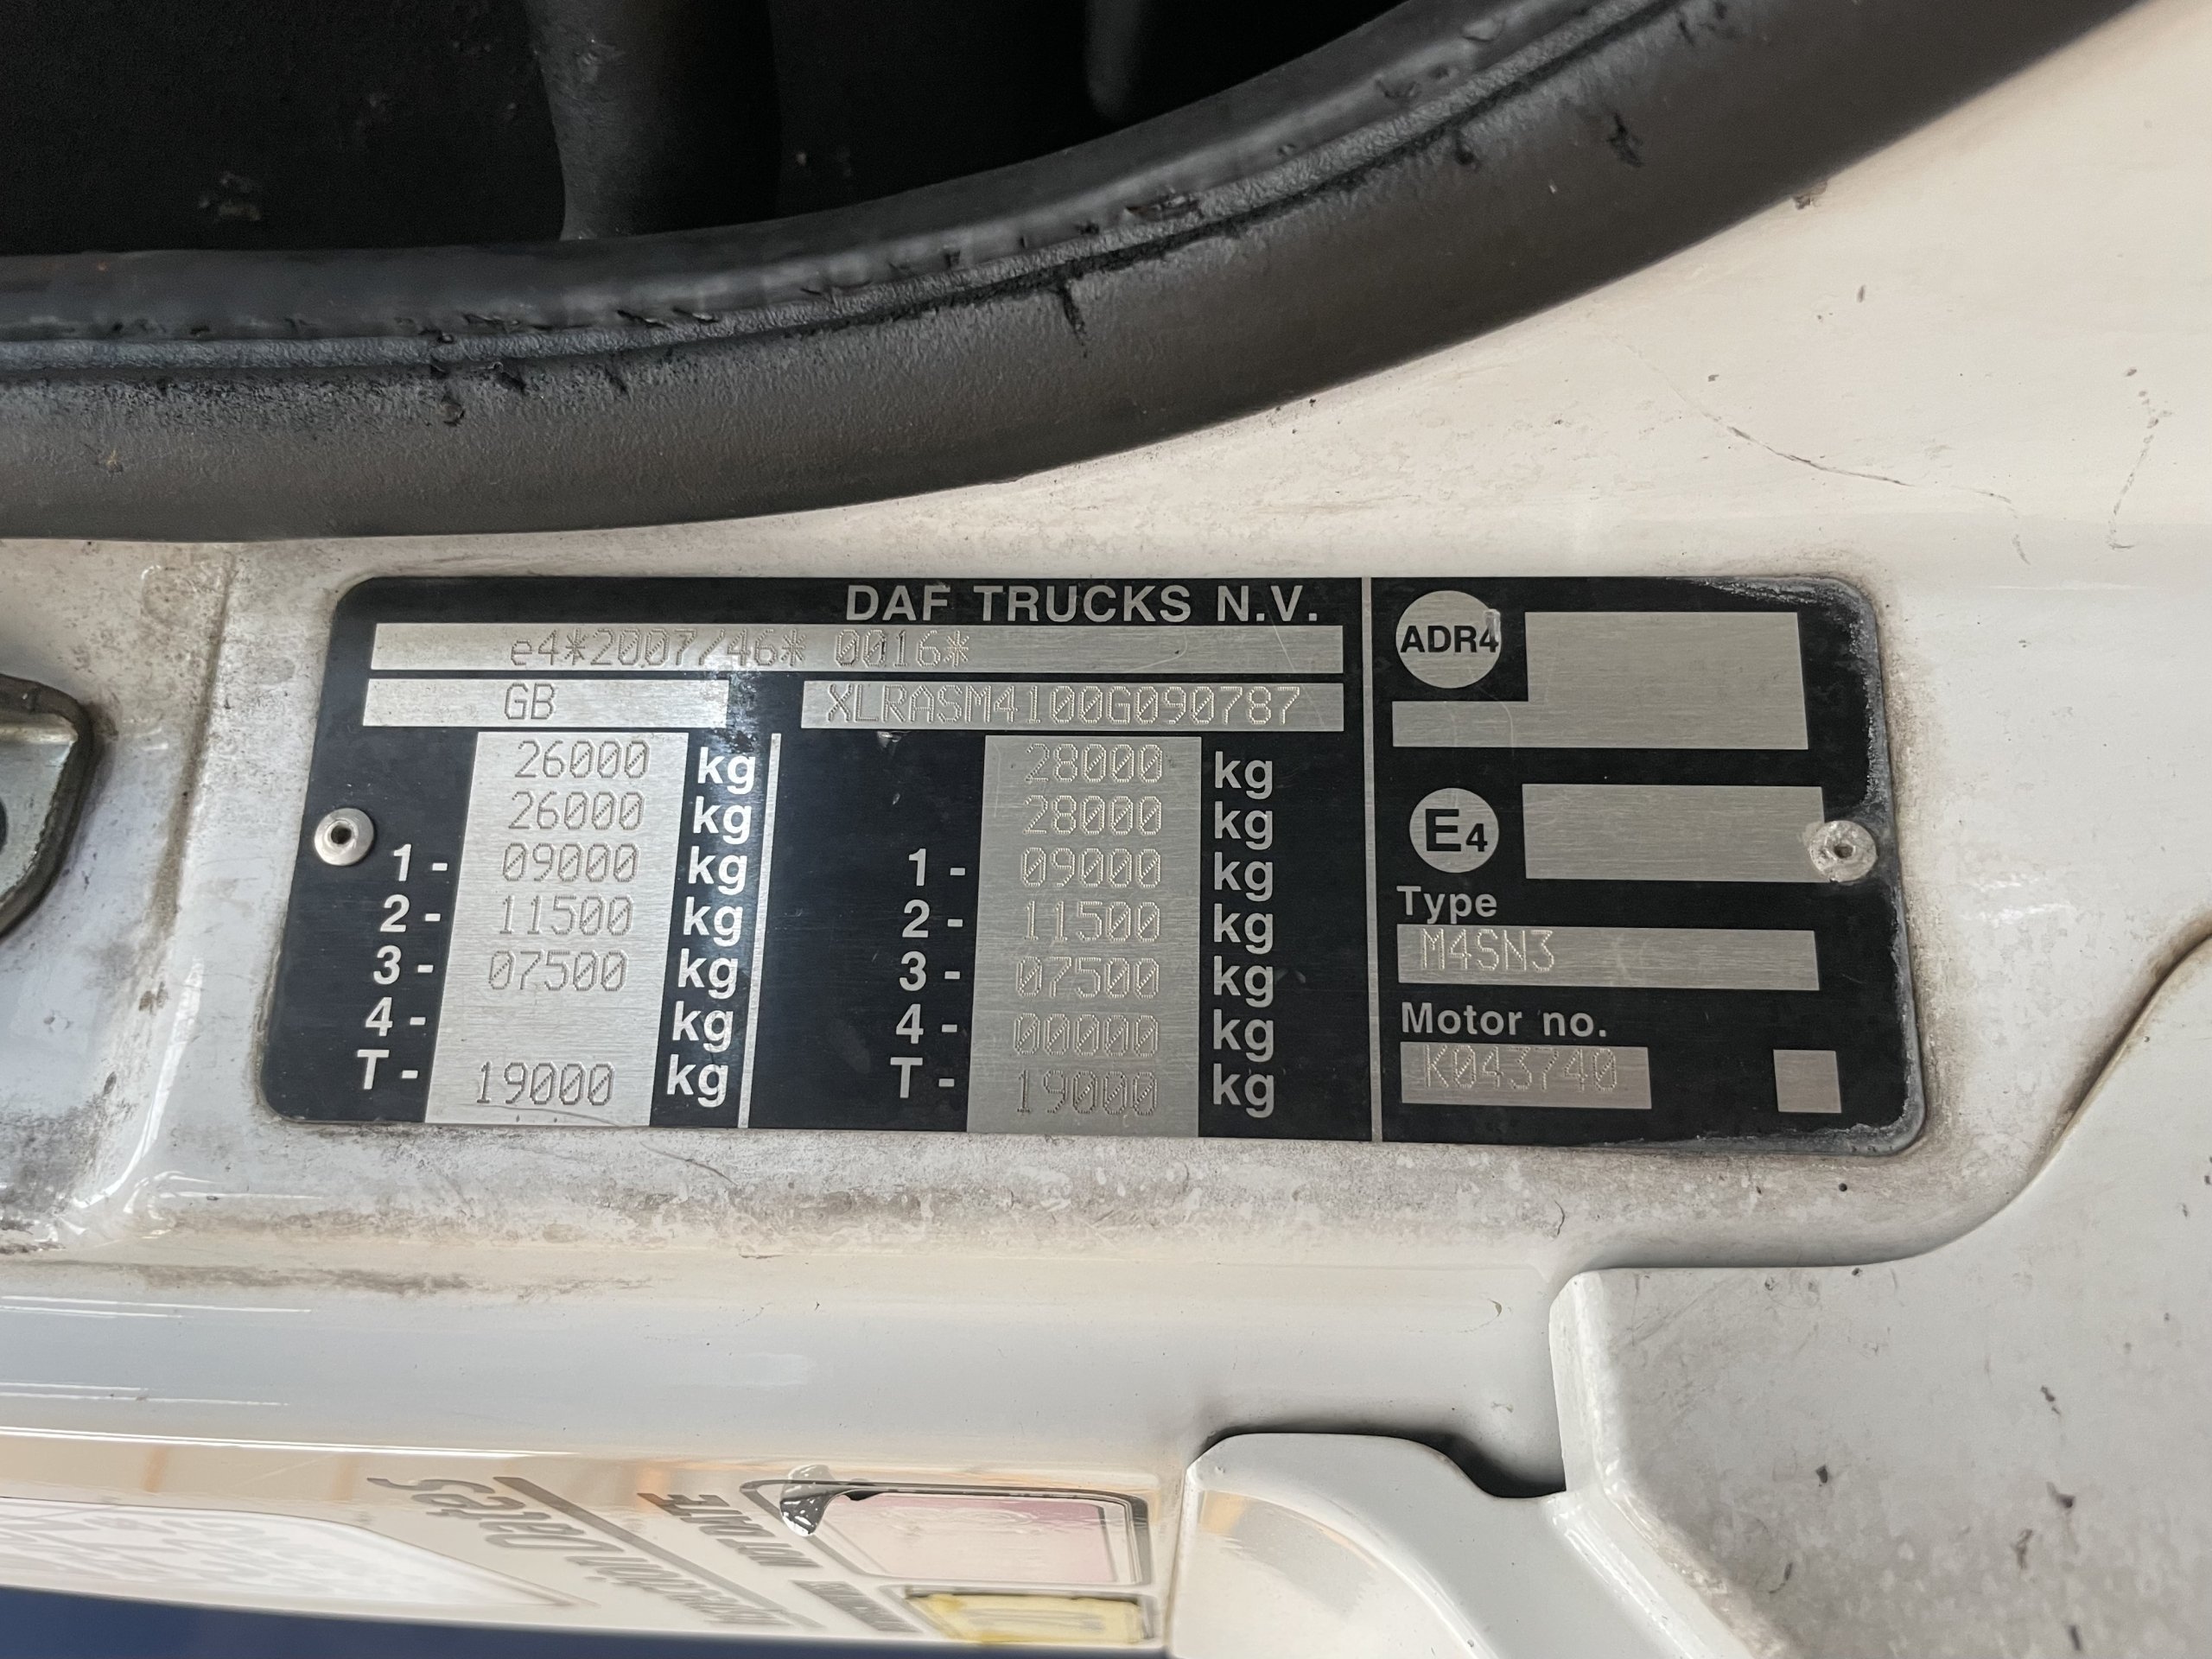 DAF TRUCKS N.V.
e4*2007/46* 0016*
GB XLRASM4100G090787
26000 kg 28000 kg
26000 kg 28000 kg
1- 09000 kg 1- 09000 kg
2- 11500 kg 2- 11500 kg
3- 07500 kg 3- 07500 kg
4- kg 4- 00000 kg
T- 19000 kg T- 19000 kg
ADR4
E4
Type
M4SN3
Motor no.
K043740